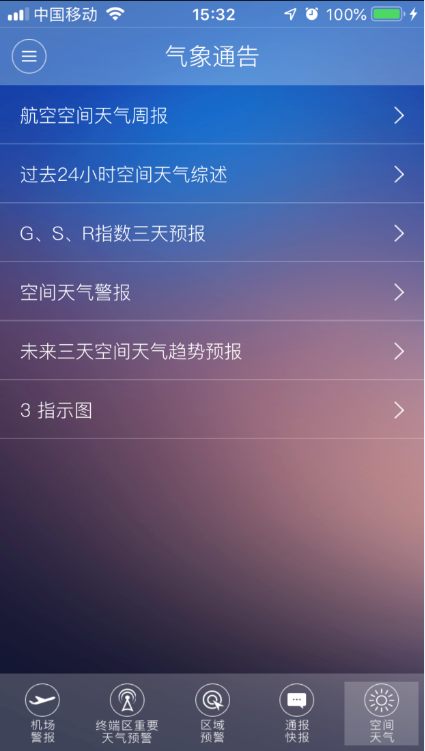 中国移动 15:32 100%
气象通告
航空空间天气周报
过去24小时空间天气综述
G、S、R指数三天预报
空间天气警报
未来三天空间天气趋势预报
3 指示图
机场
警报
终端区重要
天气预警
区域
预警
通报
快报
空间
天气